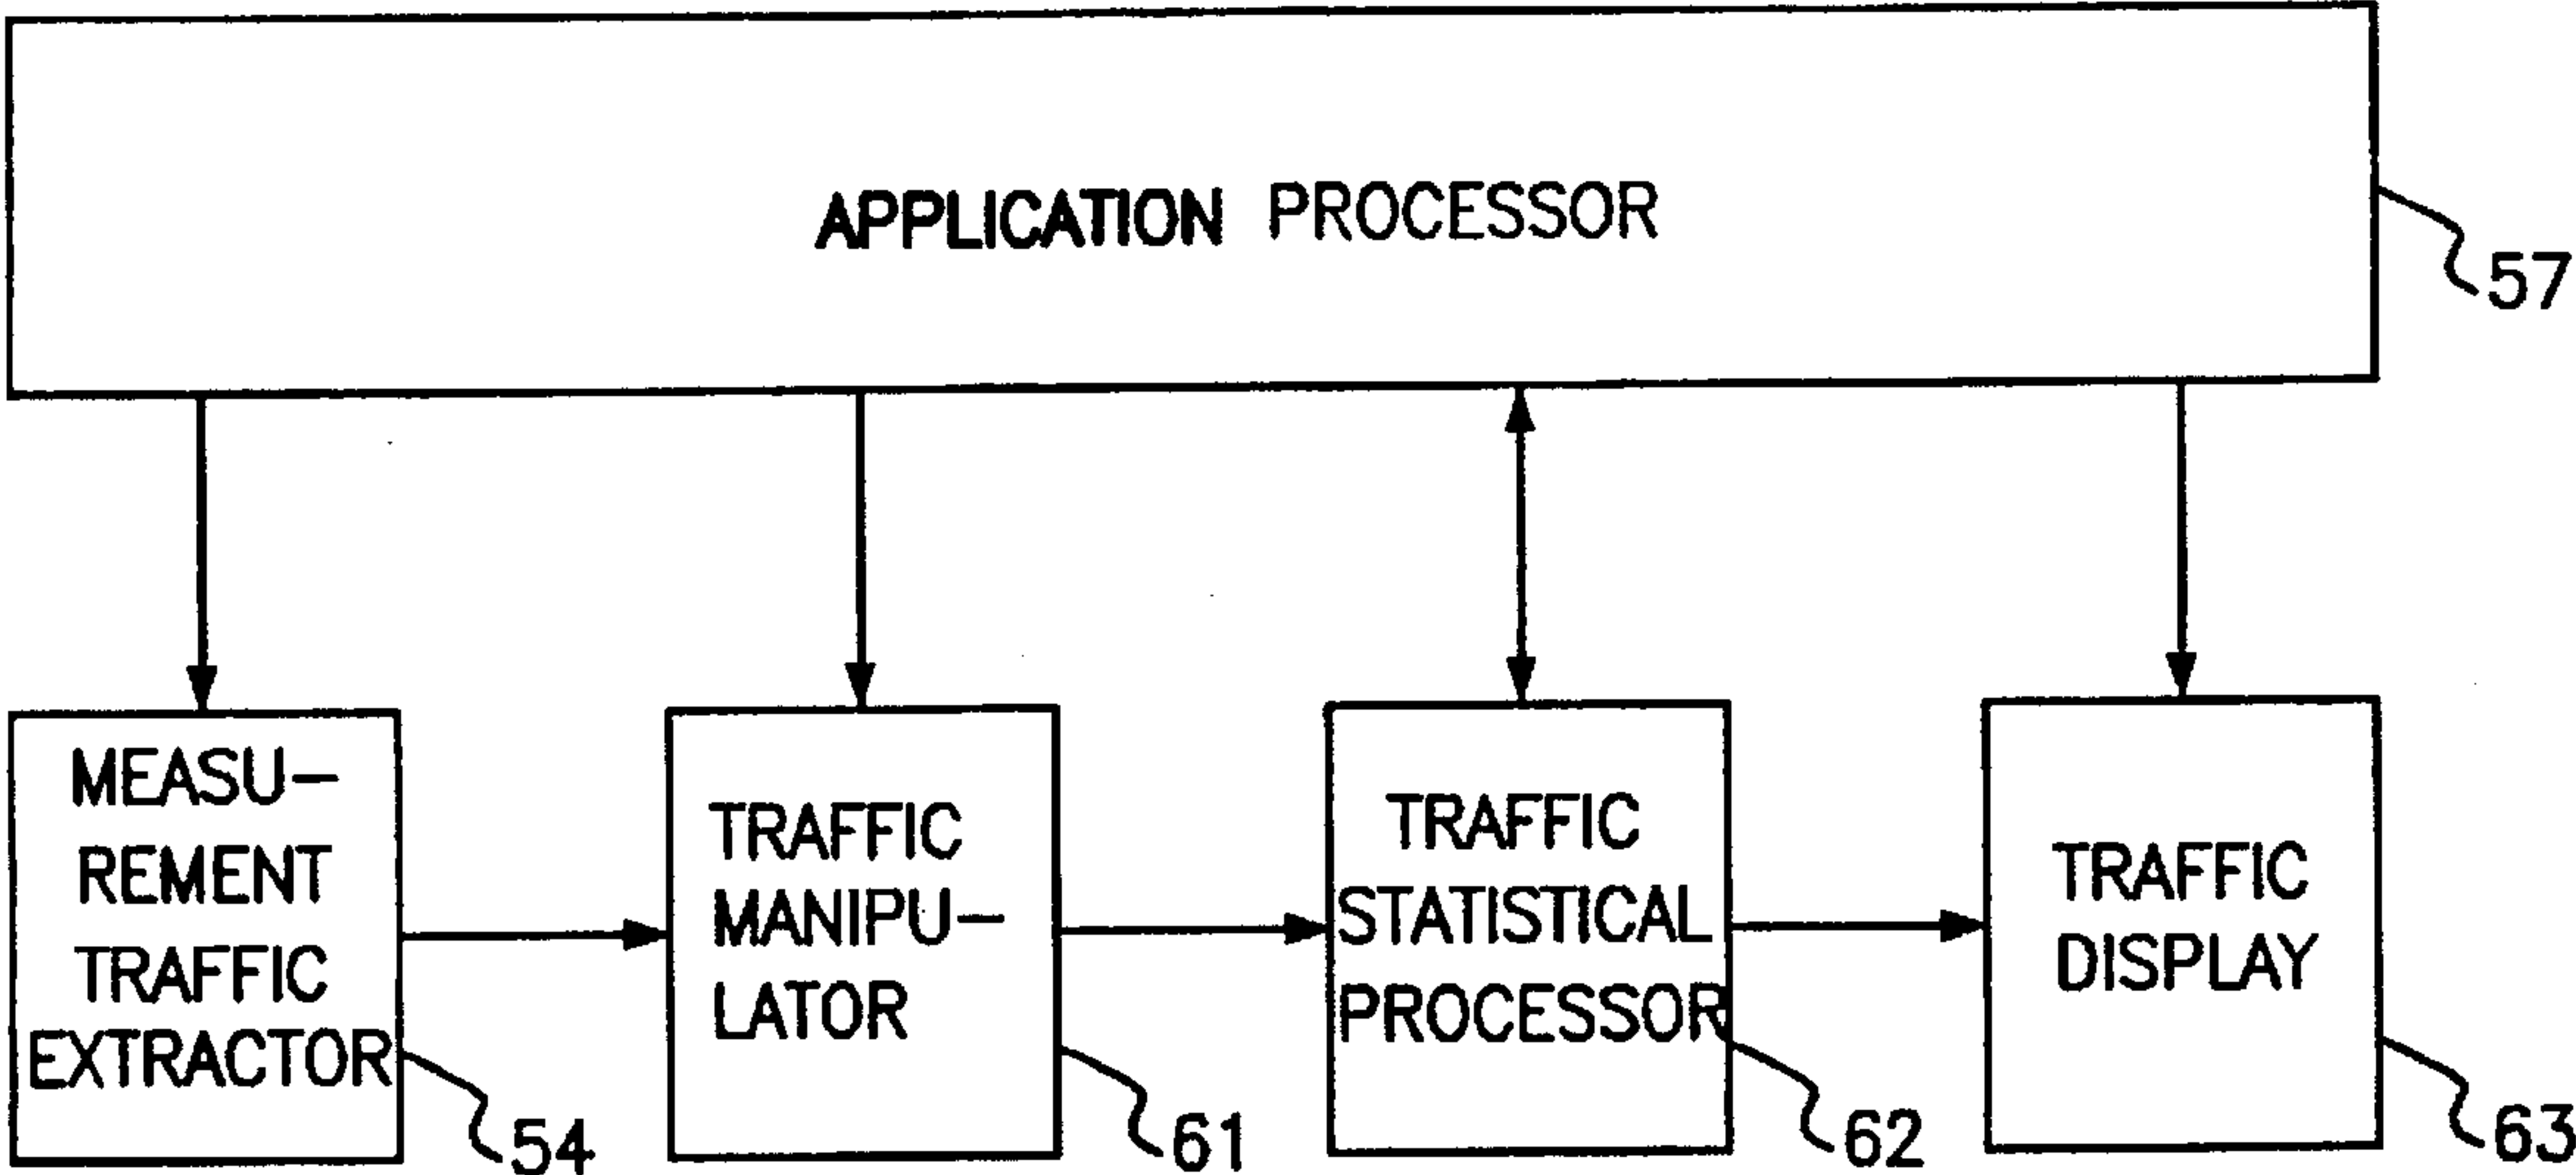 APPLICATION PROCESSOR
57
MEASU-
REMENT
TRAFFIC
EXTRACTOR
54
TRAFFIC
MANIPU-
LATOR
61
TRAFFIC
STATISTICAL
PROCESSOR
62
TRAFFIC
DISPLAY
63